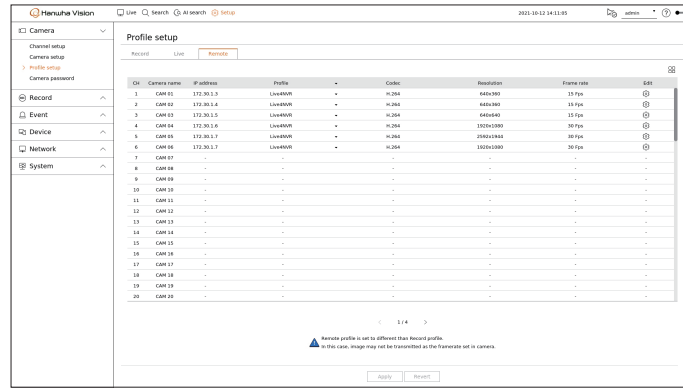 Hanwha Vision Live Search AI search Setup 2021-10-12 14:11:05 admin ?
Camera
Channel setup
Camera setup
> Profile setup
Camera password
Record
Event
Device
Network
System
Profile setup
Record Live Remote
CH Camera name IP address Profile Codec Resolution Frame rate Edit
1 CAM 01 172.30.1.3 Live4NVR H.264 640x360 15 Fps
2 CAM 02 172.30.1.4 Live4NVR H.264 640x360 15 Fps
3 CAM 03 172.30.1.5 Live4NVR H.264 640x640 15 Fps
4 CAM 04 172.30.1.6 Live4NVR H.264 1920x1080 30 Fps
5 CAM 05 172.30.1.7 Live4NVR H.264 2592x1944 30 Fps
6 CAM 06 172.30.1.7 Live4NVR H.264 1920x1080 30 Fps
7 CAM 07 - - - - - -
8 CAM 08 - - - - - -
9 CAM 09 - - - - - -
10 CAM 10 - - - - - -
11 CAM 11 - - - - - -
12 CAM 12 - - - - - -
13 CAM 13 - - - - - -
14 CAM 14 - - - - - -
15 CAM 15 - - - - - -
16 CAM 16 - - - - - -
17 CAM 17 - - - - - -
18 CAM 18 - - - - - -
19 CAM 19 - - - - - -
20 CAM 20 - - - - - -
< 1 / 4 >
Remote profile is set to different than Record profile.
In this case, image may not be transmitted as the framerate set in camera.
Apply Revert